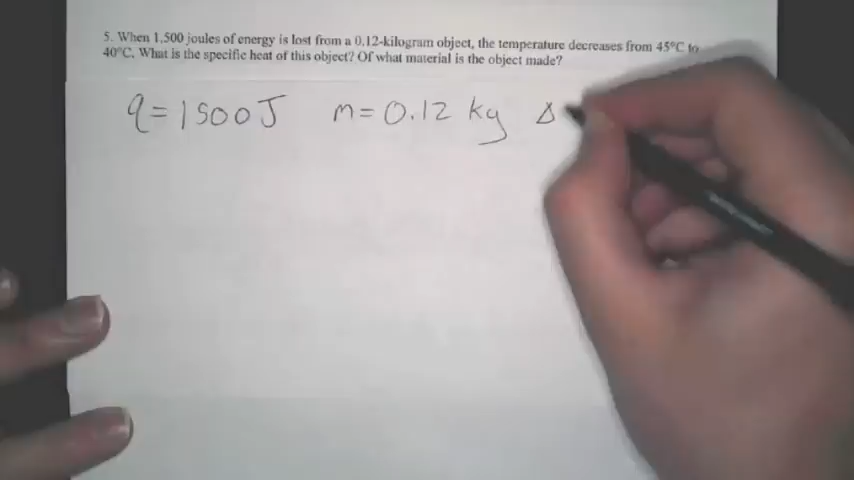 5. When 1,500 joules of energy is lost from a 0.12-kilogram object, the temperature decreases from 45°C to
40°C. What is the specific heat of this object? Of what material is the object made?
q = 1500 J m = 0.12 kg Δ